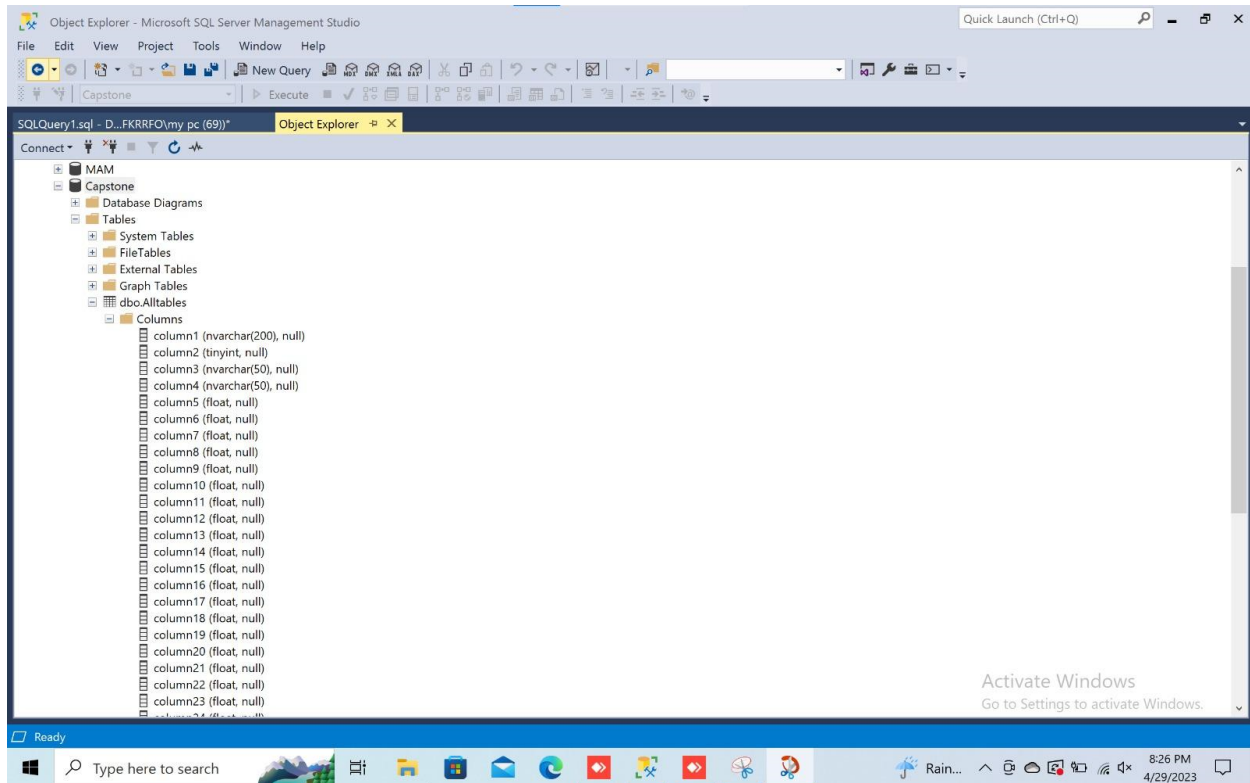 Object Explorer - Microsoft SQL Server Management Studio
Quick Launch (Ctrl+Q)
File Edit View Project Tools Window Help
New Query MDX DMX XMLA DAX
Capstone Execute
SQLQuery1.sql - D...FKRRFO\my pc (69))* Object Explorer
Connect
MAM
Capstone
Database Diagrams
Tables
System Tables
FileTables
External Tables
Graph Tables
dbo.Alltables
Columns
column1 (nvarchar(200), null)
column2 (tinyint, null)
column3 (nvarchar(50), null)
column4 (nvarchar(50), null)
column5 (float, null)
column6 (float, null)
column7 (float, null)
column8 (float, null)
column9 (float, null)
column10 (float, null)
column11 (float, null)
column12 (float, null)
column13 (float, null)
column14 (float, null)
column15 (float, null)
column16 (float, null)
column17 (float, null)
column18 (float, null)
column19 (float, null)
column20 (float, null)
column21 (float, null)
column22 (float, null)
column23 (float, null)
column24 (float, null)
Activate Windows
Go to Settings to activate Windows.
Ready
Type here to search
Rain...
8:26 PM
4/29/2023